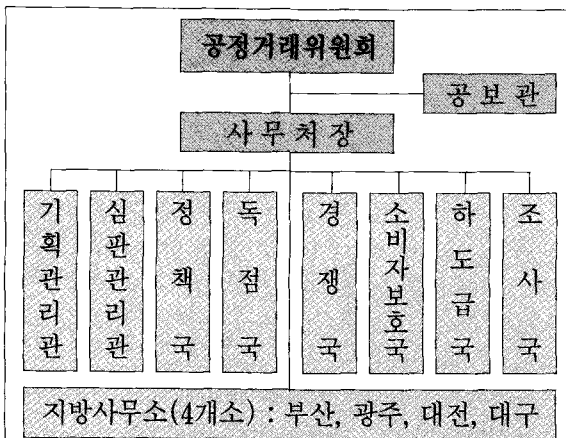 공정거래위원회
공보관
사무처장
기획관리관
심판관리관
정책국
독점국
경쟁국
소비자보호국
하도급국
조사국
지방사무소(4개소) : 부산, 광주, 대전, 대구